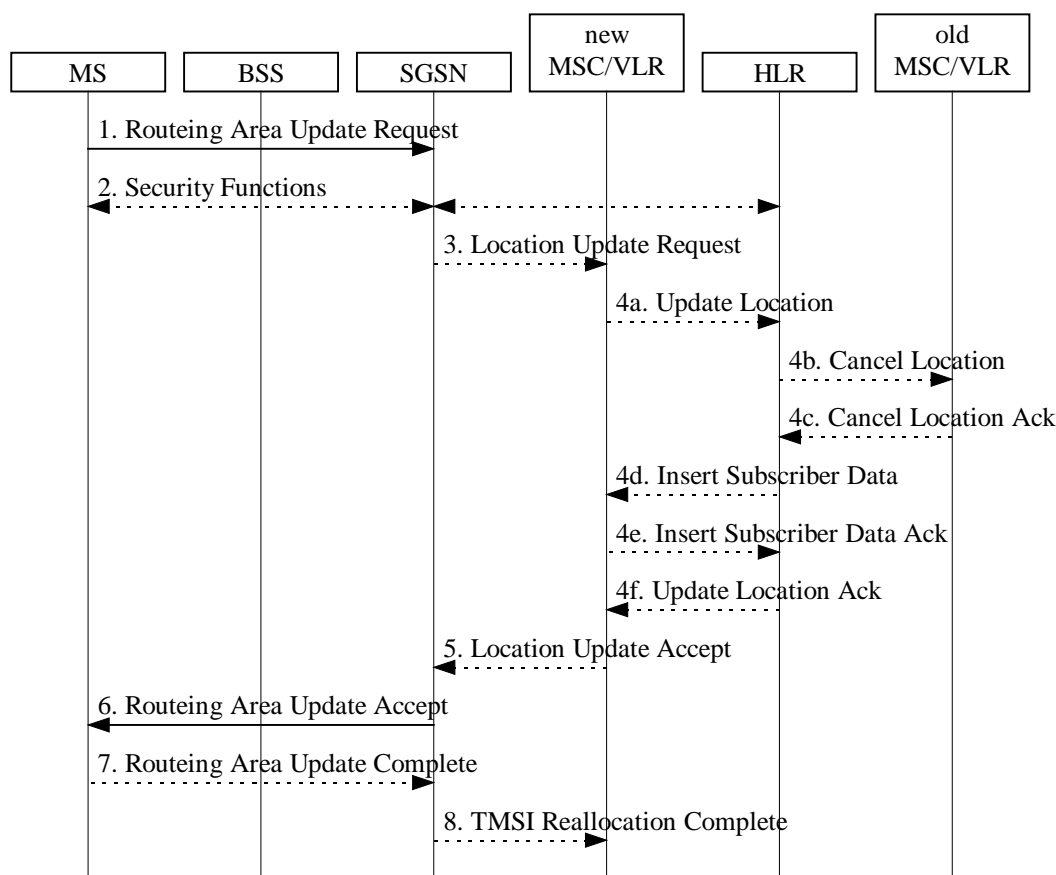 new
old
MS
BSS
SGSN
MSC/VLR
HLR
MSC/VLR
1. Routeing Area Update Request
2. Security Functions
3. Location Update Request
4a. Update Location
4b. Cancel Location
4c. Cancel Location Ack
4d. Insert Subscriber Data
4e. Insert Subscriber Data Ack
4f. Update Location Ack
5. Location Update Accept
6. Routeing Area Update Accept
7. Routeing Area Update Complete
8. TMSI Reallocation Complete